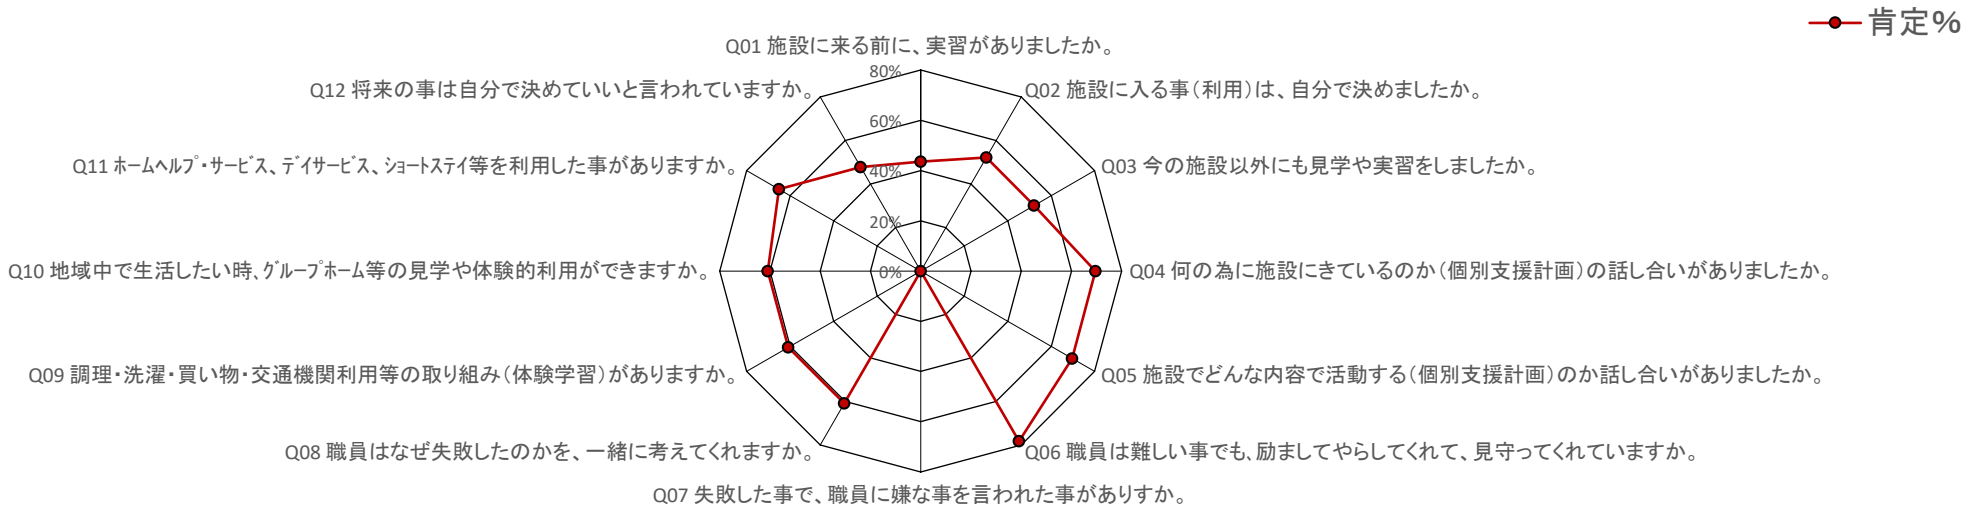 肯定%
Q01 施設に来る前に、実習がありましたか。
80%
Q12 将来の事は自分で決めていいと言われていますか。
Q02 施設に入る事（利用）は、自分で決めましたか。
60%
Q11 ホームヘルプ・サービス、デイサービス、ショートステイ等を利用した事がありますか。
40%
Q03 今の施設以外にも見学や実習をしましたか。
20%
Q10 地域中で生活したい時、グループホーム等の見学や体験的利用ができますか。
0%
Q04 何の為に施設にきているのか（個別支援計画）の話し合いがありましたか。
Q09 調理・洗濯・買い物・交通機関利用等の取り組み（体験学習）がありますか。
Q05 施設でどんな内容で活動する（個別支援計画）のか話し合いがありましたか。
Q08 職員はなぜ失敗したのかを、一緒に考えてくれますか。
Q06 職員は難しい事でも、励ましてやらしてくれて、見守ってくれていますか。
Q07 失敗した事で、職員に嫌な事を言われた事がありすか。